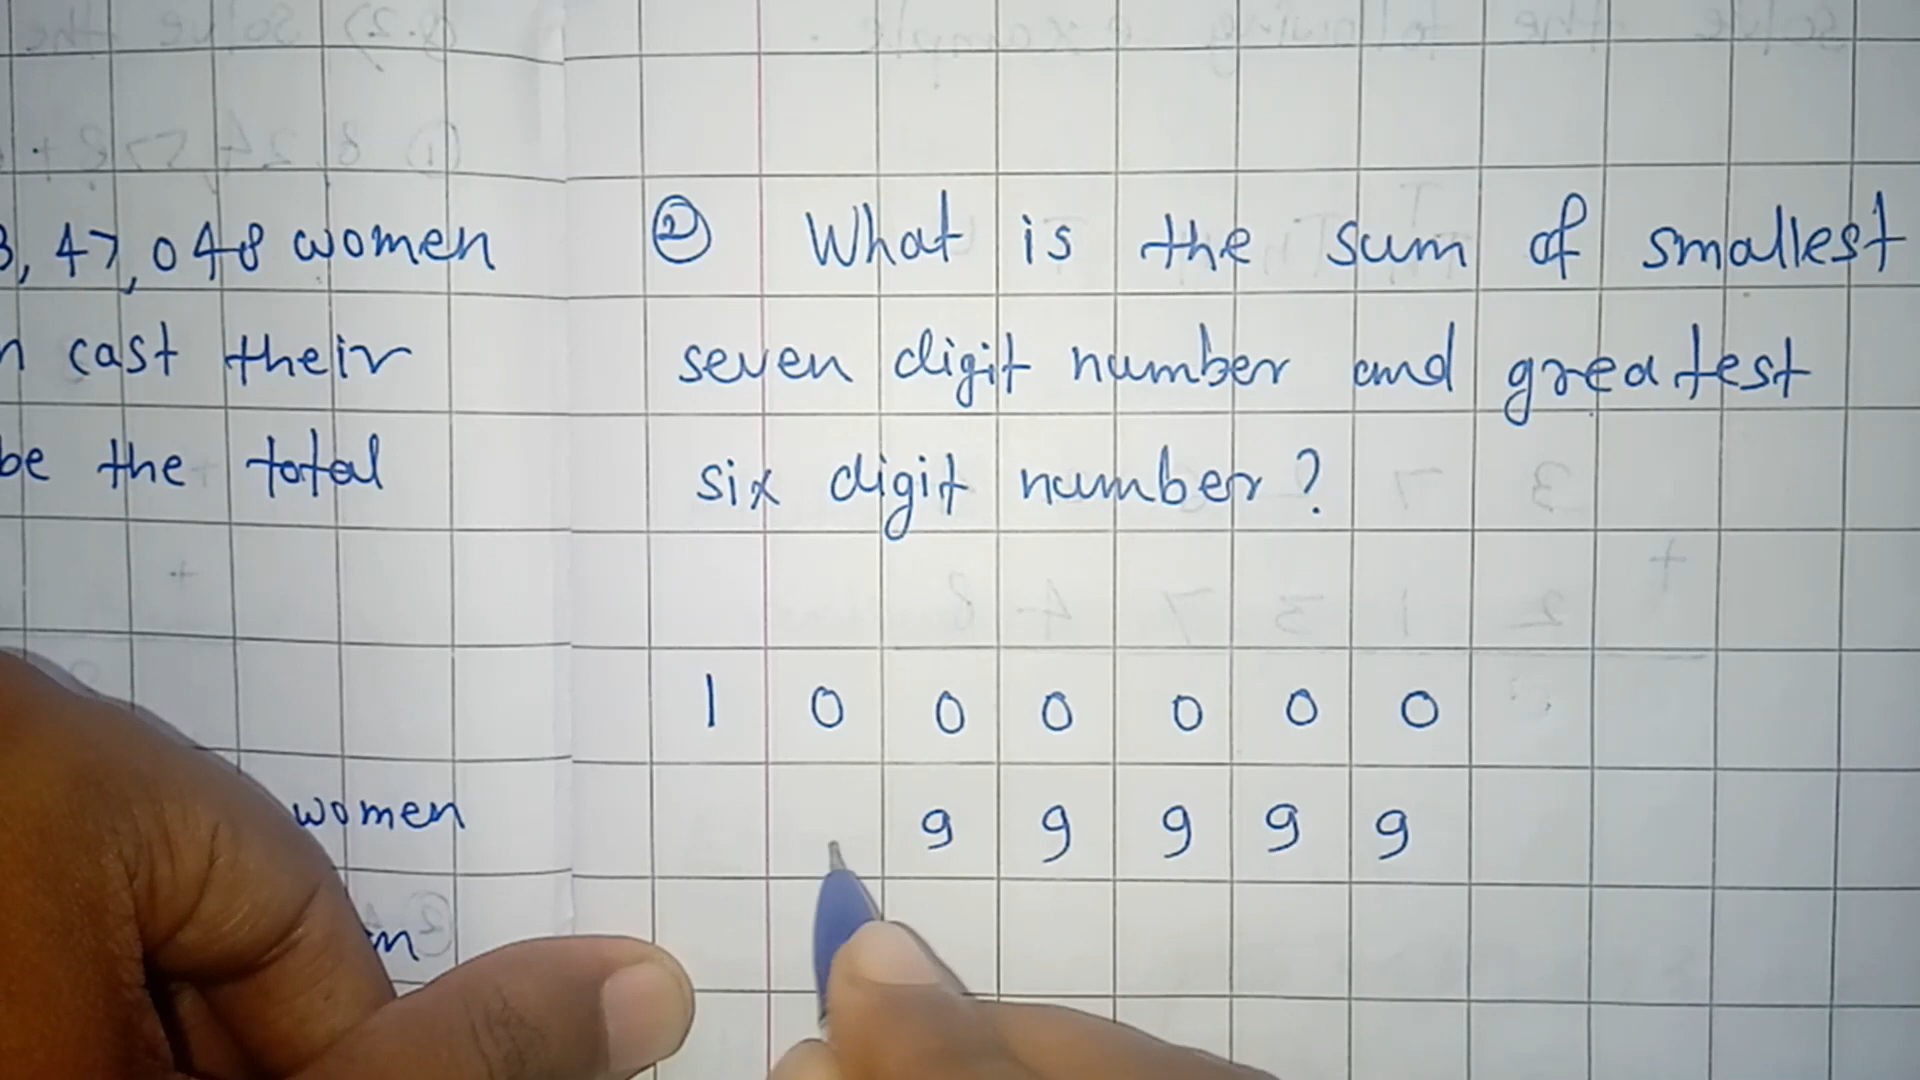 3, 47, 048 women
cast their
be the total
women
② What is the sum of smallest
seven digit number and greatest
six digit number?
1 0 0 0 0 0 0
9 9 9 9 9